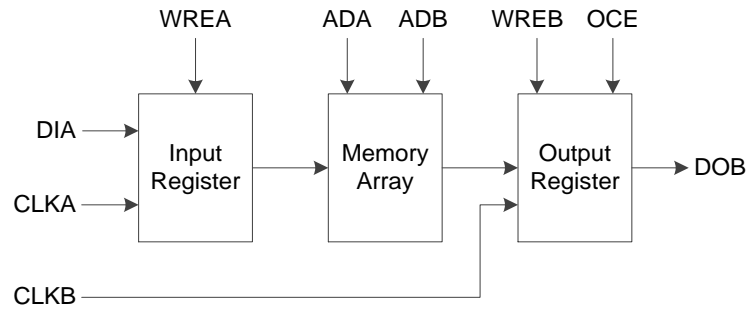 WREA ADA ADB WREB OCE
DIA
Input Register
Memory Array
Output Register
DOB
CLKA
CLKB